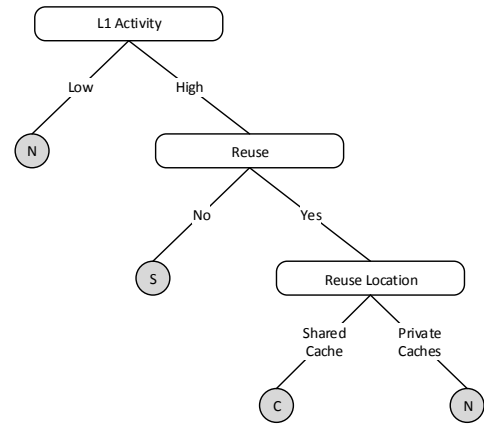 L1 Activity
Low
High
N
Reuse
No
Yes
S
Reuse Location
Shared
Cache
Private
Caches
C
N